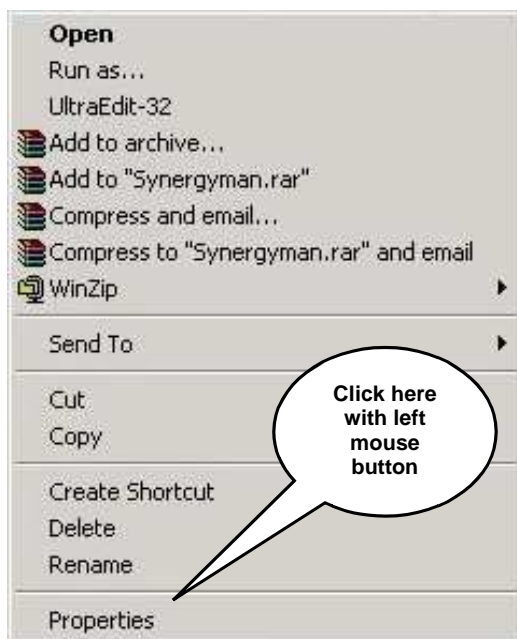 Open
Run as...
UltraEdit-32
Add to archive...
Add to "Synergyman.rar"
Compress and email...
Compress to "Synergyman.rar" and email
WinZip
Send To
Cut
Copy
Click here
with left
mouse
button
Create Shortcut
Delete
Rename
Properties